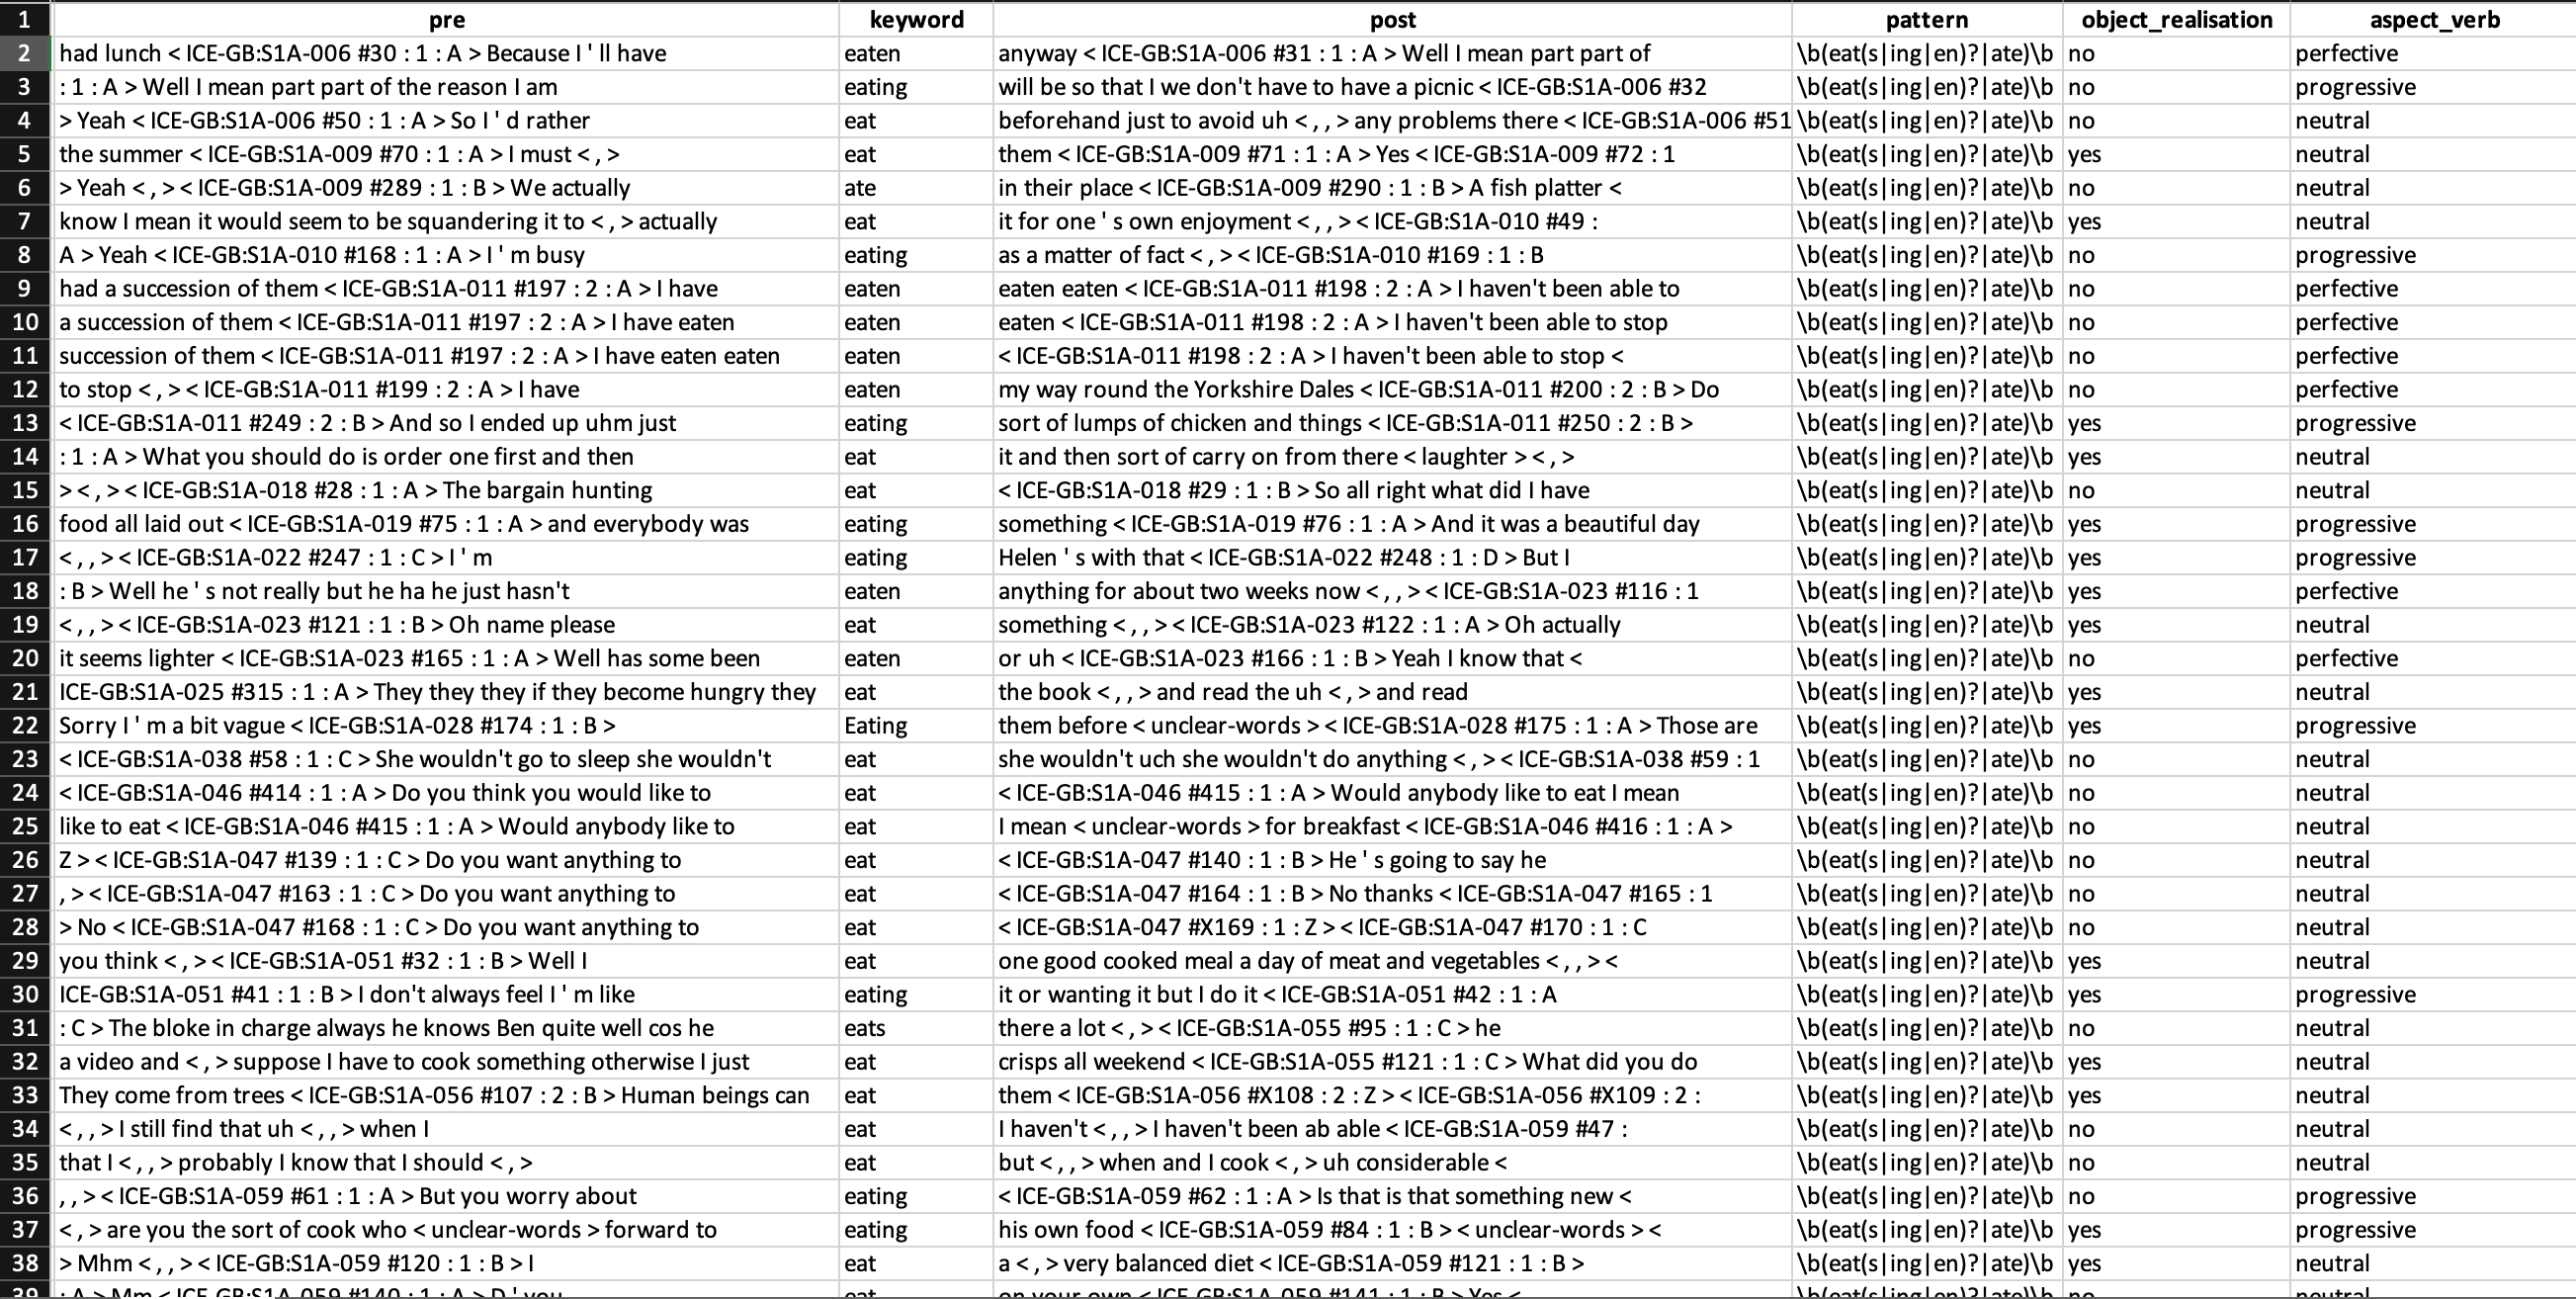 1 pre keyword post pattern object_realisation aspect_verb
2 had lunch < ICE-GB:S1A-006 #30 : 1 : A > Because I ' ll have eaten anyway < ICE-GB:S1A-006 #31 : 1 : A > Well I mean part part of \b(eat(s|ing|en)?|ate)\b no perfective
3 : 1 : A > Well I mean part part of the reason I am eating will be so that I we don't have to have a picnic < ICE-GB:S1A-006 #32 \b(eat(s|ing|en)?|ate)\b no progressive
4 > Yeah < ICE-GB:S1A-006 #50 : 1 : A > So I ' d rather eat beforehand just to avoid uh < , , > any problems there < ICE-GB:S1A-006 #51 \b(eat(s|ing|en)?|ate)\b no neutral
5 the summer < ICE-GB:S1A-009 #70 : 1 : A > I must < , > eat them < ICE-GB:S1A-009 #71 : 1 : A > Yes < ICE-GB:S1A-009 #72 : 1 \b(eat(s|ing|en)?|ate)\b yes neutral
6 > Yeah < , > < ICE-GB:S1A-009 #289 : 1 : B > We actually ate in their place < ICE-GB:S1A-009 #290 : 1 : B > A fish platter < \b(eat(s|ing|en)?|ate)\b no neutral
7 know I mean it would seem to be squandering it to < , > actually eat it for one ' s own enjoyment < , , > < ICE-GB:S1A-010 #49 : \b(eat(s|ing|en)?|ate)\b yes neutral
8 A > Yeah < ICE-GB:S1A-010 #168 : 1 : A > I ' m busy eating as a matter of fact < , > < ICE-GB:S1A-010 #169 : 1 : B \b(eat(s|ing|en)?|ate)\b no progressive
9 had a succession of them < ICE-GB:S1A-011 #197 : 2 : A > I have eaten eaten eaten < ICE-GB:S1A-011 #198 : 2 : A > I haven't been able to \b(eat(s|ing|en)?|ate)\b no perfective
10 a succession of them < ICE-GB:S1A-011 #197 : 2 : A > I have eaten eaten eaten < ICE-GB:S1A-011 #198 : 2 : A > I haven't been able to stop \b(eat(s|ing|en)?|ate)\b no perfective
11 succession of them < ICE-GB:S1A-011 #197 : 2 : A > I have eaten eaten eaten < ICE-GB:S1A-011 #198 : 2 : A > I haven't been able to stop < \b(eat(s|ing|en)?|ate)\b no perfective
12 to stop < , > < ICE-GB:S1A-011 #199 : 2 : A > I have eaten my way round the Yorkshire Dales < ICE-GB:S1A-011 #200 : 2 : B > Do \b(eat(s|ing|en)?|ate)\b no perfective
13 < ICE-GB:S1A-011 #249 : 2 : B > And so I ended up uhm just eating sort of lumps of chicken and things < ICE-GB:S1A-011 #250 : 2 : B > \b(eat(s|ing|en)?|ate)\b yes progressive
14 : 1 : A > What you should do is order one first and then eat it and then sort of carry on from there < laughter > < , > \b(eat(s|ing|en)?|ate)\b yes neutral
15 > < , > < ICE-GB:S1A-018 #28 : 1 : A > The bargain hunting eat < ICE-GB:S1A-018 #29 : 1 : B > So all right what did I have \b(eat(s|ing|en)?|ate)\b no neutral
16 food all laid out < ICE-GB:S1A-019 #75 : 1 : A > and everybody was eating something < ICE-GB:S1A-019 #76 : 1 : A > And it was a beautiful day \b(eat(s|ing|en)?|ate)\b yes progressive
17 < , , > < ICE-GB:S1A-022 #247 : 1 : C > I ' m eating Helen ' s with that < ICE-GB:S1A-022 #248 : 1 : D > But I \b(eat(s|ing|en)?|ate)\b yes progressive
18 : B > Well he ' s not really but he ha he just hasn't eaten anything for about two weeks now < , , > < ICE-GB:S1A-023 #116 : 1 \b(eat(s|ing|en)?|ate)\b yes perfective
19 < , , > < ICE-GB:S1A-023 #121 : 1 : B > Oh name please eat something < , , > < ICE-GB:S1A-023 #122 : 1 : A > Oh actually \b(eat(s|ing|en)?|ate)\b yes neutral
20 it seems lighter < ICE-GB:S1A-023 #165 : 1 : A > Well has some been eaten or uh < ICE-GB:S1A-023 #166 : 1 : B > Yeah I know that < \b(eat(s|ing|en)?|ate)\b no perfective
21 ICE-GB:S1A-025 #315 : 1 : A > They they they if they become hungry they eat the book < , , > and read the uh < , > and read \b(eat(s|ing|en)?|ate)\b yes neutral
22 Sorry I ' m a bit vague < ICE-GB:S1A-028 #174 : 1 : B > Eating them before < unclear-words > < ICE-GB:S1A-028 #175 : 1 : A > Those are \b(eat(s|ing|en)?|ate)\b yes progressive
23 < ICE-GB:S1A-038 #58 : 1 : C > She wouldn't go to sleep she wouldn't eat she wouldn't uch she wouldn't do anything < , > < ICE-GB:S1A-038 #59 : 1 \b(eat(s|ing|en)?|ate)\b no neutral
24 < ICE-GB:S1A-046 #414 : 1 : A > Do you think you would like to eat < ICE-GB:S1A-046 #415 : 1 : A > Would anybody like to eat I mean \b(eat(s|ing|en)?|ate)\b no neutral
25 like to eat < ICE-GB:S1A-046 #415 : 1 : A > Would anybody like to eat I mean < unclear-words > for breakfast < ICE-GB:S1A-046 #416 : 1 : A > \b(eat(s|ing|en)?|ate)\b no neutral
26 Z > < ICE-GB:S1A-047 #139 : 1 : C > Do you want anything to eat < ICE-GB:S1A-047 #140 : 1 : B > He ' s going to say he \b(eat(s|ing|en)?|ate)\b no neutral
27 , > < ICE-GB:S1A-047 #163 : 1 : C > Do you want anything to eat < ICE-GB:S1A-047 #164 : 1 : B > No thanks < ICE-GB:S1A-047 #165 : 1 \b(eat(s|ing|en)?|ate)\b no neutral
28 > No < ICE-GB:S1A-047 #168 : 1 : C > Do you want anything to eat < ICE-GB:S1A-047 #X169 : 1 : Z > < ICE-GB:S1A-047 #170 : 1 : C \b(eat(s|ing|en)?|ate)\b no neutral
29 you think < , > < ICE-GB:S1A-051 #32 : 1 : B > Well I eat one good cooked meal a day of meat and vegetables < , , > < \b(eat(s|ing|en)?|ate)\b yes neutral
30 ICE-GB:S1A-051 #41 : 1 : B > I don't always feel I ' m like eating it or wanting it but I do it < ICE-GB:S1A-051 #42 : 1 : A \b(eat(s|ing|en)?|ate)\b yes progressive
31 : C > The bloke in charge always he knows Ben quite well cos he eats there a lot < , > < ICE-GB:S1A-055 #95 : 1 : C > he \b(eat(s|ing|en)?|ate)\b no neutral
32 a video and < , > suppose I have to cook something otherwise I just eat crisps all weekend < ICE-GB:S1A-055 #121 : 1 : C > What did you do \b(eat(s|ing|en)?|ate)\b yes neutral
33 They come from trees < ICE-GB:S1A-056 #107 : 2 : B > Human beings can eat them < ICE-GB:S1A-056 #X108 : 2 : Z > < ICE-GB:S1A-056 #X109 : 2 : \b(eat(s|ing|en)?|ate)\b yes neutral
34 < , , > I still find that uh < , , > when I eat I haven't < , , > I haven't been ab able < ICE-GB:S1A-059 #47 : \b(eat(s|ing|en)?|ate)\b no neutral
35 that I < , , > probably I know that I should < , > eat but < , , > when and I cook < , > uh considerable < \b(eat(s|ing|en)?|ate)\b no neutral
36 , , > < ICE-GB:S1A-059 #61 : 1 : A > But you worry about eating < ICE-GB:S1A-059 #62 : 1 : A > Is that is that something new < \b(eat(s|ing|en)?|ate)\b no progressive
37 < , > are you the sort of cook who < unclear-words > forward to eating his own food < ICE-GB:S1A-059 #84 : 1 : B > < unclear-words > < \b(eat(s|ing|en)?|ate)\b yes progressive
38 > Mhm < , , > < ICE-GB:S1A-059 #120 : 1 : B > I eat a < , > very balanced diet < ICE-GB:S1A-059 #121 : 1 : B > \b(eat(s|ing|en)?|ate)\b yes neutral
39 : A > Mm < ICE-GB:S1A-059 #140 : 1 : A > D ' you eat on your own < ICE-GB:S1A-059 #141 : 1 : B > Yes < \b(eat(s|ing|en)?|ate)\b no neutral